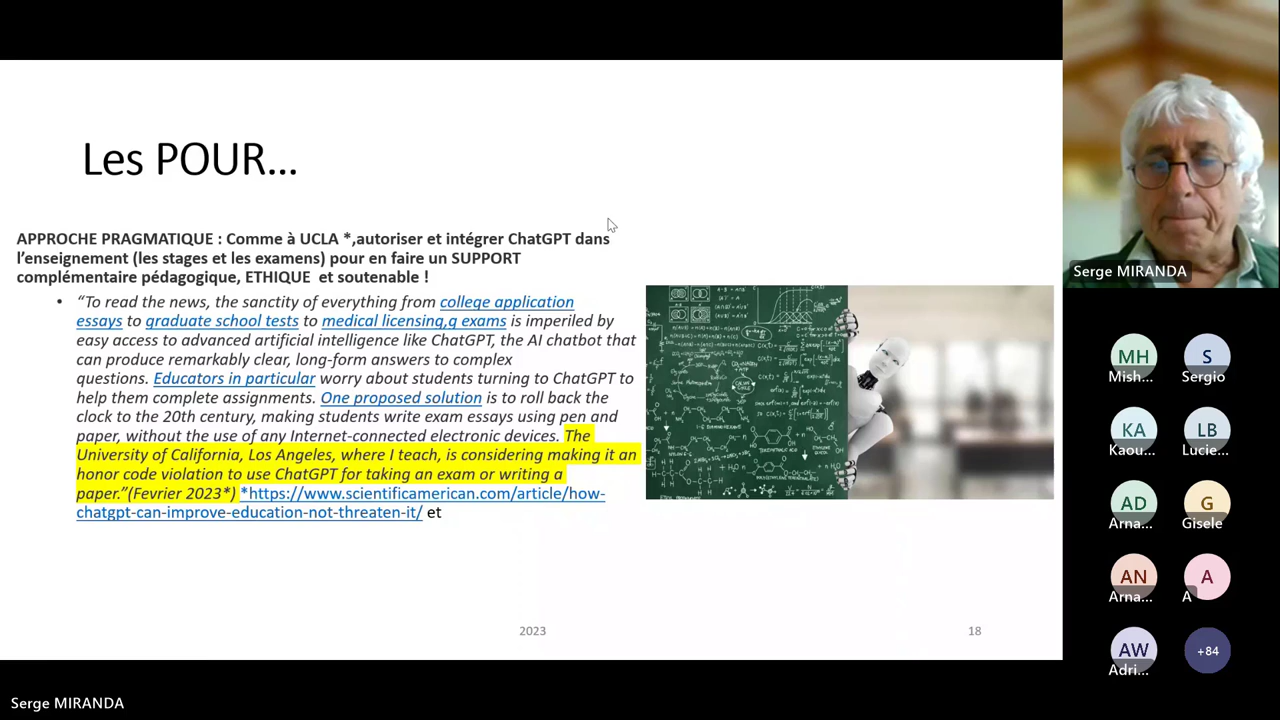 Les POUR...
APPROCHE PRAGMATIQUE : Comme à UCLA *,autoriser et intégrer ChatGPT dans
l'enseignement (les stages et les examens) pour en faire un SUPPORT
complémentaire pédagogique, ETHIQUE et soutenable !
• "To read the news, the sanctity of everything from college application
essays to graduate school tests to medical licensing,g exams is imperiled by
easy access to advanced artificial intelligence like ChatGPT, the AI chatbot that
can produce remarkably clear, long-form answers to complex
questions. Educators in particular worry about students turning to ChatGPT to
help them complete assignments. One proposed solution is to roll back the
clock to the 20th century, making students write exam essays using pen and
paper, without the use of any Internet-connected electronic devices. The
University of California, Los Angeles, where I teach, is considering making it an
honor code violation to use ChatGPT for taking an exam or writing a
paper."(Fevrier 2023*) *https://www.scientificamerican.com/article/how-
chatgpt-can-improve-education-not-threaten-it/ et
2023
18
Serge MIRANDA
MH
Mish...
S
Sergio
KA
Kaou...
LB
Lucie...
AD
Arna...
G
Gisele
AN
Arna...
A
A
AW
Adri...
+84
Serge MIRANDA